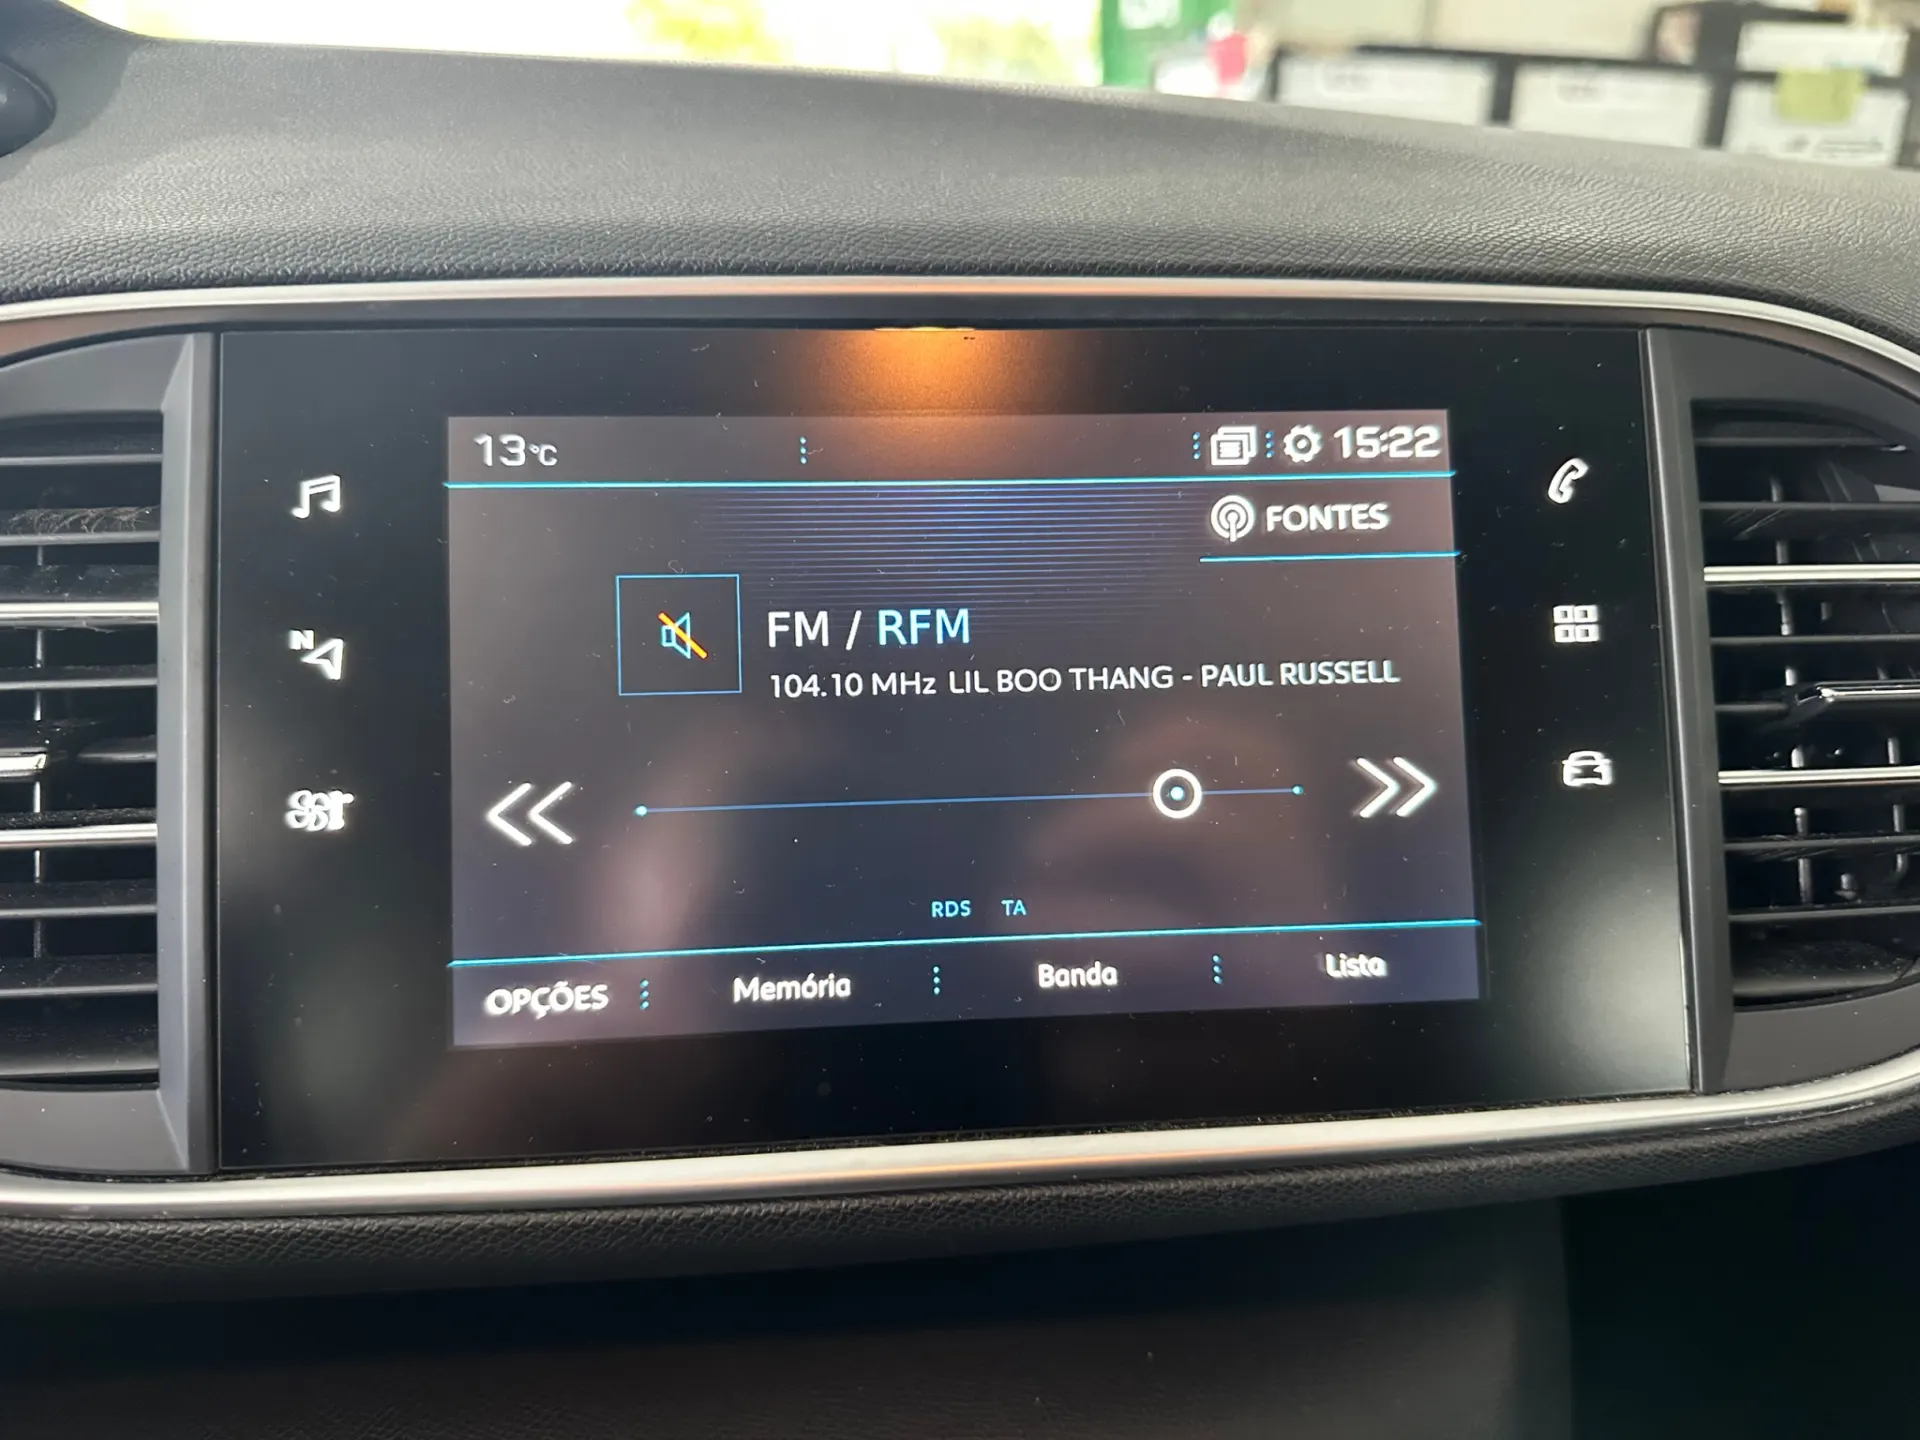 13°C
15:22
FONTES
FM / RFM
104.10 MHz LIL BOO THANG - PAUL RUSSELL
N
RDS TA
OPÇÕES Memória Banda Lista